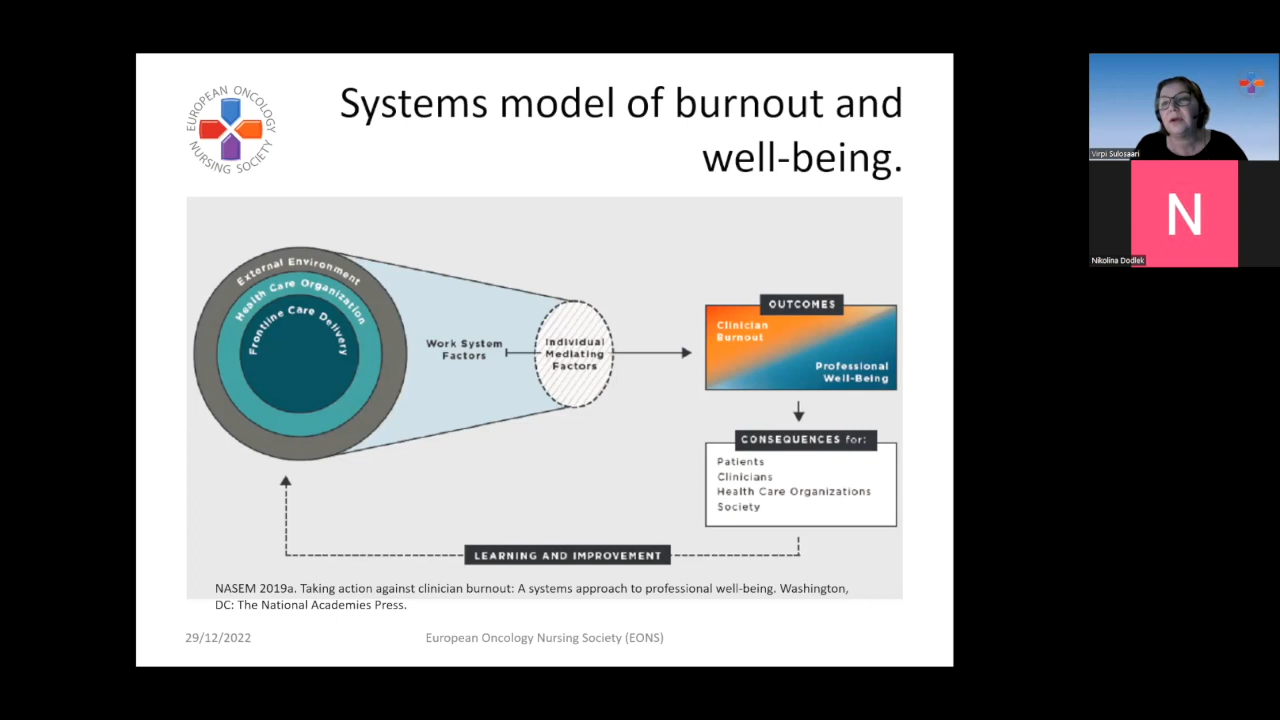 EUROPEAN ONCOLOGY
NURSING SOCIETY
Systems model of burnout and
well-being.
External Environment
Health Care Organization
Frontline Care Delivery
Work System
Factors
Individual
Mediating
Factors
OUTCOMES
Clinician
Burnout
Professional
Well-Being
CONSEQUENCES for:
Patients
Clinicians
Health Care Organizations
Society
LEARNING AND IMPROVEMENT
NASEM 2019a. Taking action against clinician burnout: A systems approach to professional well-being. Washington,
DC: The National Academies Press.
29/12/2022
European Oncology Nursing Society (EONS)
Virpi Sulosaari
N
Nikolina Dodlek